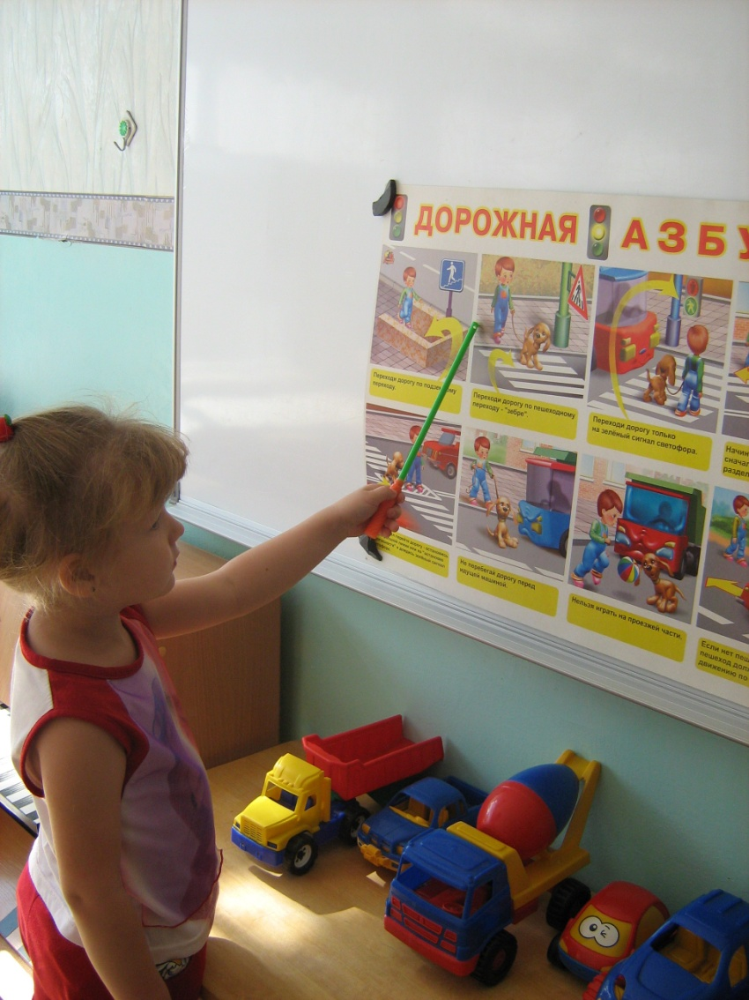 ДОРОЖНАЯ АЗБУ
Переходи дорогу по подземному
переходу.
Переходи дорогу по пешеходному
переходу - "зебре".
Переходи дорогу только
на зелёный сигнал светофора.
Начин
сначал
раздел
Не перебегай дорогу перед
идущей машиной.
Нельзя играть на проезжей части.
Если нет пеш
пешеход дол
движению по